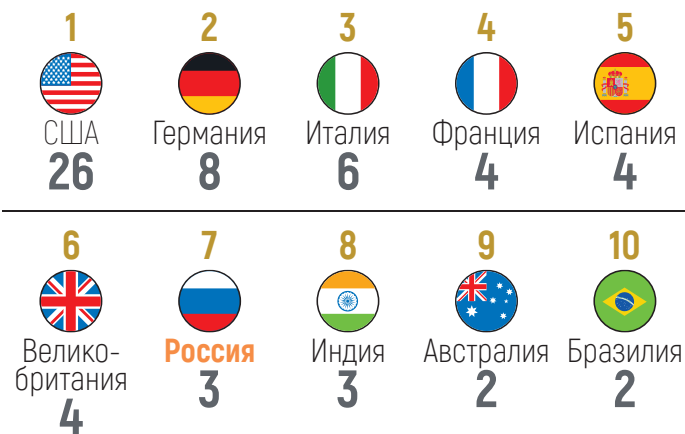 1 2 3 4 5
США Германия Италия Франция Испания
26 8 6 4 4
6 7 8 9 10
Велико-
британия Россия Индия Австралия Бразилия
4 3 3 2 2